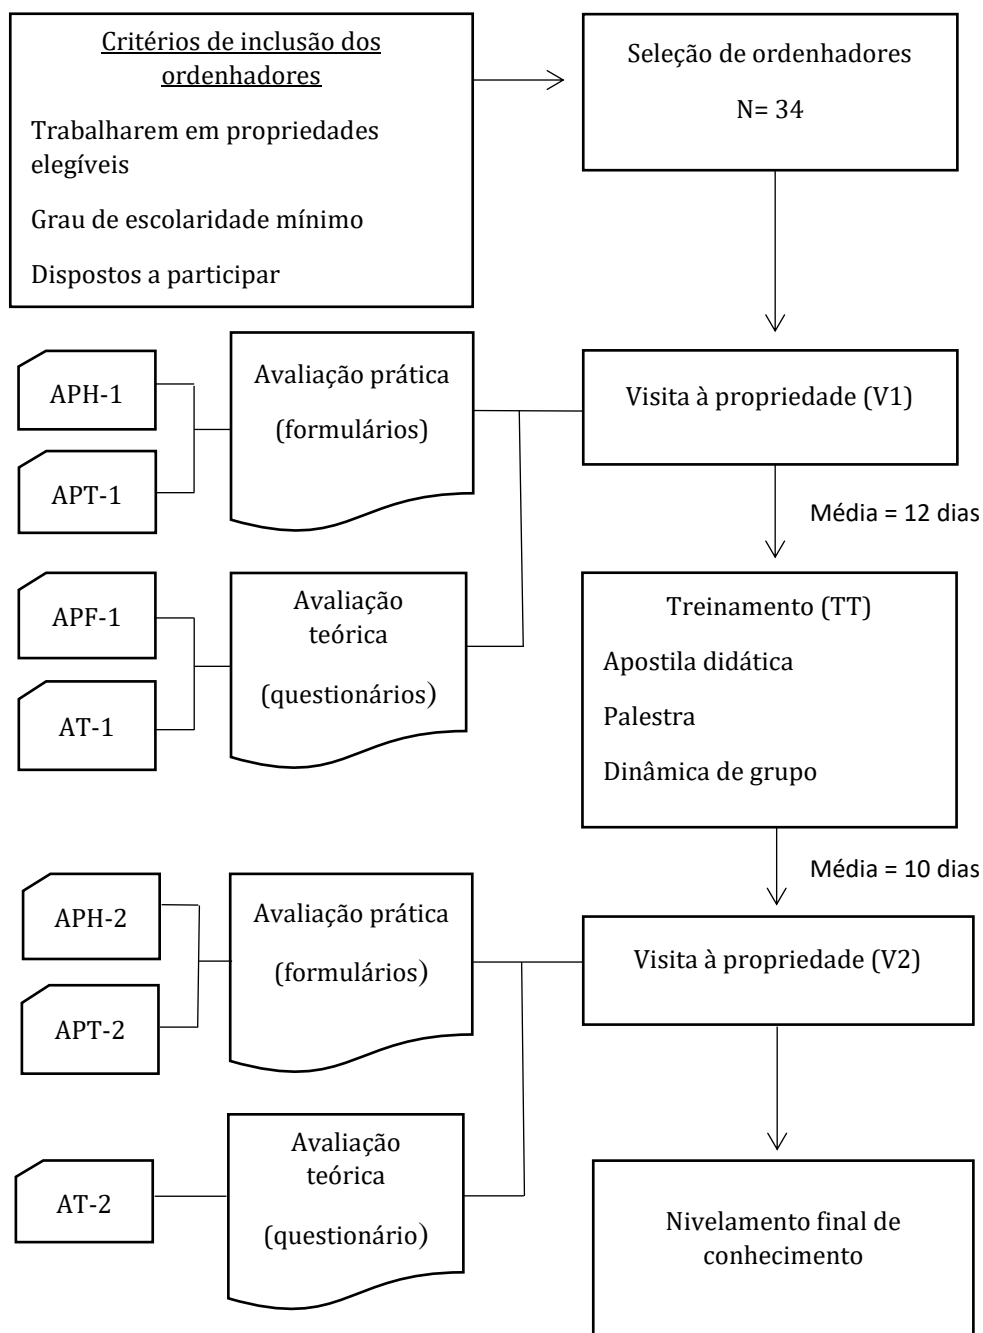 Critérios de inclusão dos
ordenhadores
Trabalharem em propriedades
elegíveis
Grau de escolaridade mínimo
Dispostos a participar
Seleção de ordenhadores
N= 34
APH-1
APT-1
Avaliação prática
(formulários)
Visita à propriedade (V1)
Média = 12 dias
APF-1
AT-1
Avaliação
teórica
(questionários)
Treinamento (TT)
Apostila didática
Palestra
Dinâmica de grupo
Média = 10 dias
APH-2
APT-2
Avaliação prática
(formulários)
Visita à propriedade (V2)
AT-2
Avaliação
teórica
(questionário)
Nivelamento final de
conhecimento